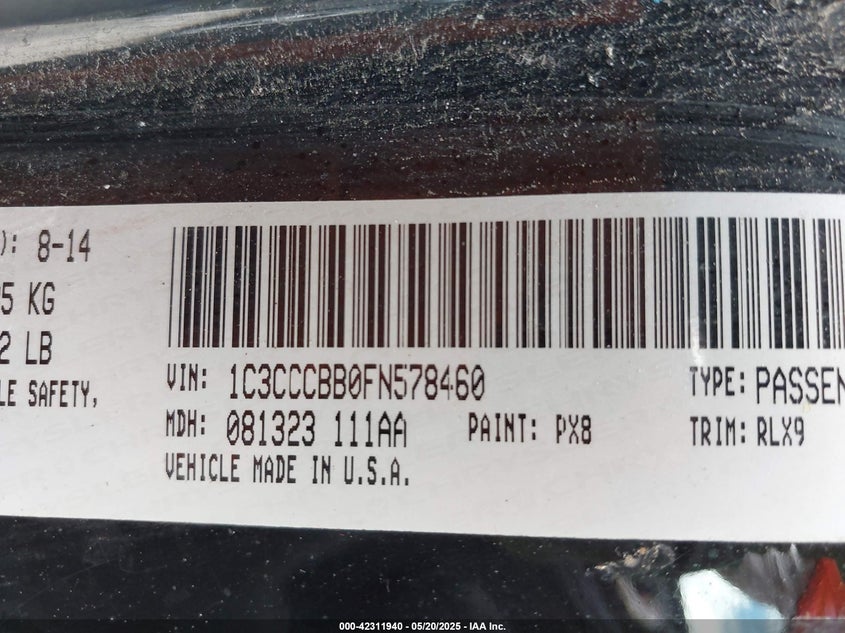 ): 8-14
5 KG
2 LB
LE SAFETY,
VIN: 1C3CCCBB0FN578460
TYPE: PASSEN
MDH: 081323 111AA
PAINT: PX8
TRIM: RLX9
VEHICLE MADE IN U.S.A.
000-42311940 - 05/20/2025 - IAA Inc.